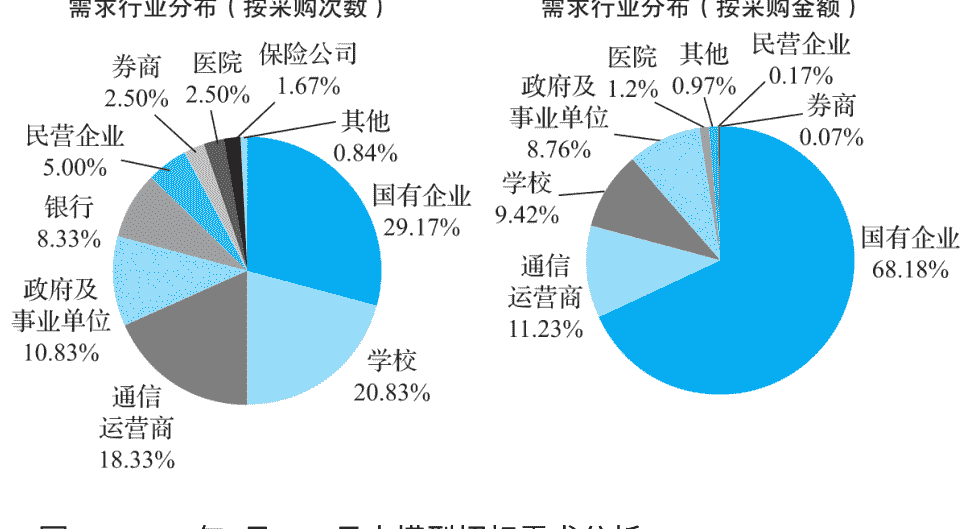 需求行业分布（按采购次数）
券商
2.50%
医院
2.50%
保险公司
1.67%
其他
0.84%
民营企业
5.00%
国有企业
29.17%
银行
8.33%
政府及
事业单位
10.83%
学校
20.83%
通信
运营商
18.33%
需求行业分布（按采购金额）
医院
1.2%
其他
0.97%
民营企业
0.17%
政府及
事业单位
8.76%
券商
0.07%
学校
9.42%
国有企业
68.18%
通信
运营商
11.23%